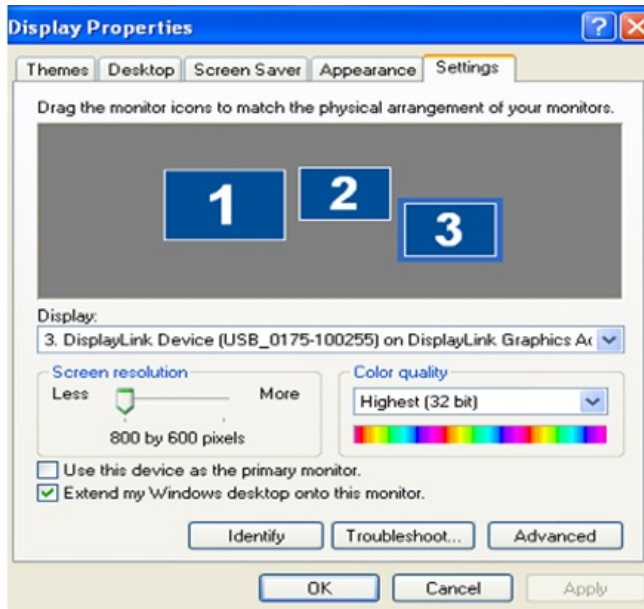 Display Properties
Themes Desktop Screen Saver Appearance Settings
Drag the monitor icons to match the physical arrangement of your monitors.
1 2 3
Display:
3. DisplayLink Device (USB_0175-100255) on DisplayLink Graphics Ac
Screen resolution
Less More
800 by 600 pixels
Color quality
Highest (32 bit)
Use this device as the primary monitor.
Extend my Windows desktop onto this monitor.
Identify Troubleshoot... Advanced
OK Cancel Apply